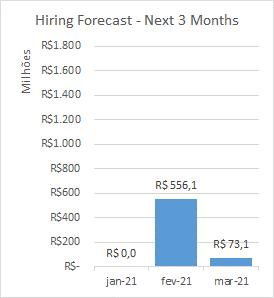 Hiring Forecast - Next 3 Months
Milhões
R$1.800
R$1.600
R$1.400
R$1.200
R$1.000
R$800
R$600
R$400
R$200
R$-
R$ 0,0
R$ 556,1
R$ 73,1
jan-21
fev-21
mar-21